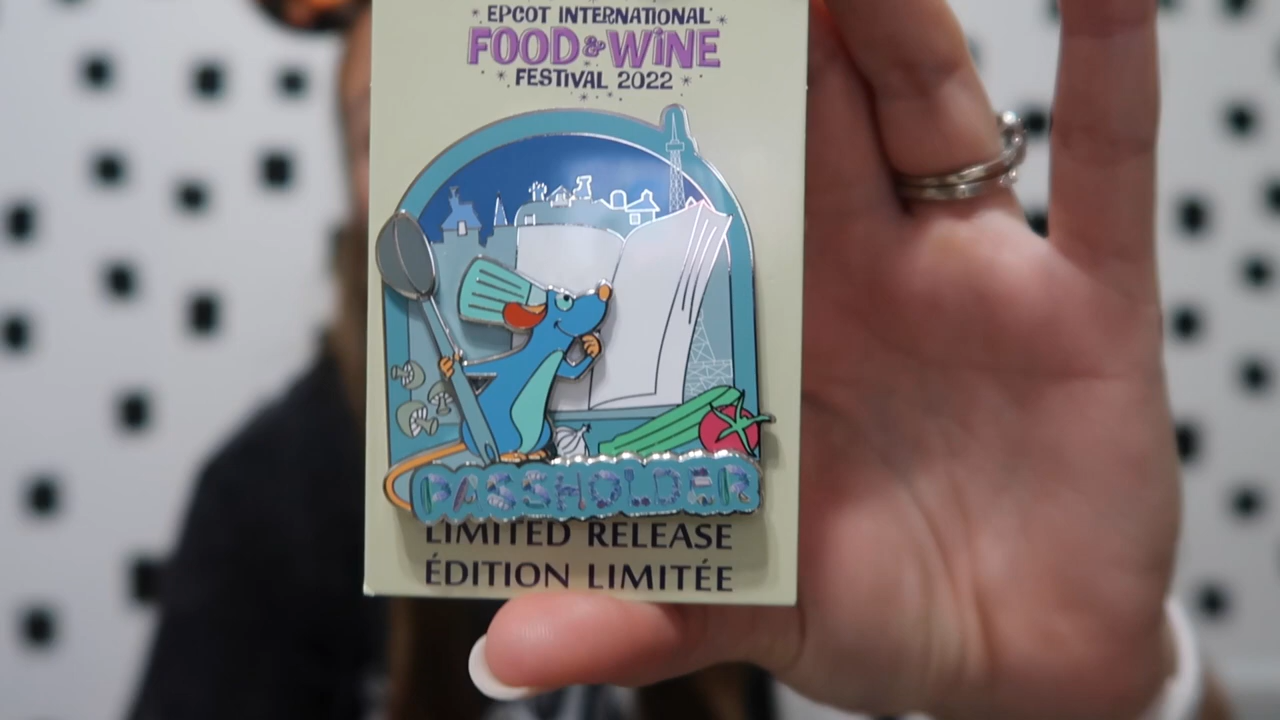 EPCOT INTERNATIONAL
FOOD & WINE
FESTIVAL 2022
PASSHOLDER
LIMITED RELEASE
ÉDITION LIMITÉE